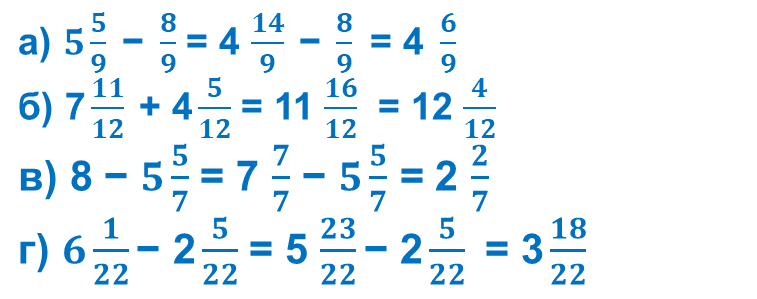 а) 5 5/9 − 8/9 = 4 14/9 − 8/9 = 4 6/9
б) 7 11/12 + 4 5/12 = 11 16/12 = 12 4/12
в) 8 − 5 5/7 = 7 7/7 − 5 5/7 = 2 2/7
г) 6 1/22 − 2 5/22 = 5 23/22 − 2 5/22 = 3 18/22